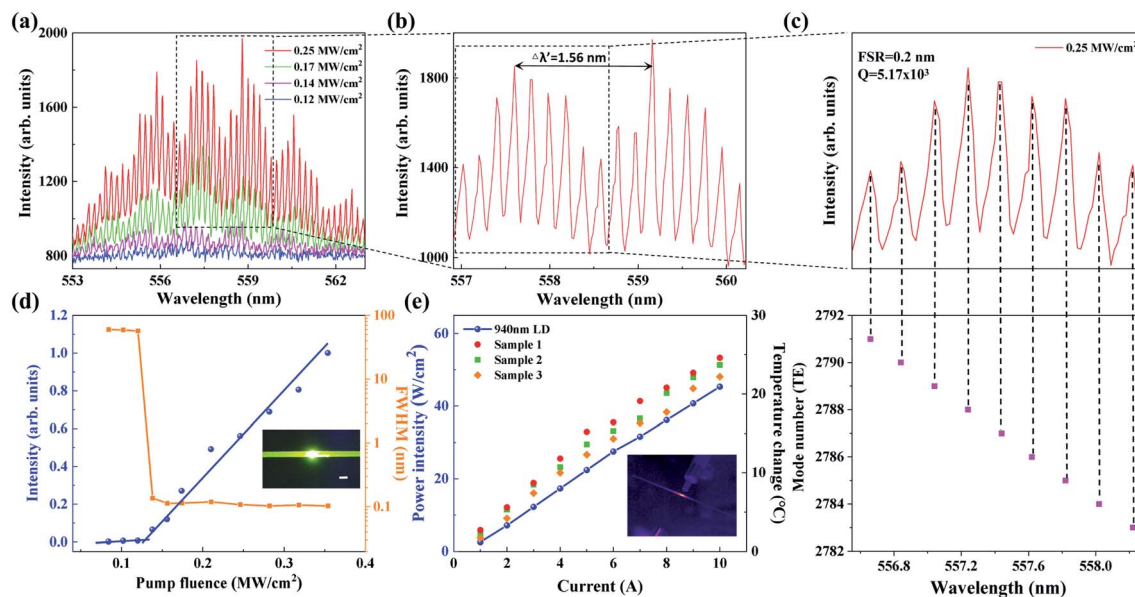 (a)
2000
1600
1200
800
Intensity (arb. units)
0.25 MW/cm²
0.17 MW/cm²
0.14 MW/cm²
0.12 MW/cm²
553
556
559
562
Wavelength (nm)
(b)
1800
1400
1000
Intensity (arb. units)
△λ'=1.56 nm
557
558
559
560
Wavelength (nm)
(c)
FSR=0.2 nm
Q=5.17x10³
0.25 MW/cm²
Intensity (arb. units)
2792
2790
2788
2786
2784
2782
Mode number (TE)
556.8
557.2
557.6
558.0
Wavelength (nm)
(d)
1.2
1.0
0.8
0.6
0.4
0.2
0.0
Intensity (arb. units)
100
10
1
0.1
FWHM (nm)
0.1
0.2
0.3
0.4
Pump fluence (MW/cm²)
(e)
60
40
20
0
Power intensity (W/cm²)
940nm LD
Sample 1
Sample 2
Sample 3
30
20
10
0
Temperature change (°C)
0
2
4
6
8
10
Current (A)